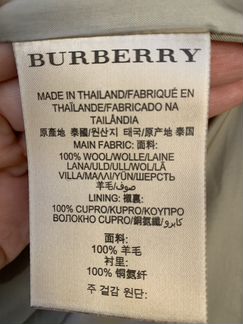 BURBERRY
MADE IN THAILAND/FABRIQUÉ EN
THAÏLANDE/FABRICADO NA
TAILÂNDIA
原產地 泰國/원산지 태국/原产地 泰国
MAIN FABRIC: 面料:
100% WOOL/WOLLE/LAINE
LANA/ULD/ULL/WOL/LÃ
VILLA/ΜΑΛΛΙ/YÜN/ШЕРСТЬ
羊毛/صوف
LINING: 襯裏:
100% CUPRO/KUPRO/ΚΟΥΠΡΟ
ВОЛОКНО CUPRO/銅氨纖/كابرو
面料:
100% 羊毛
衬里:
100% 铜氨纤
주 겉감 원단: